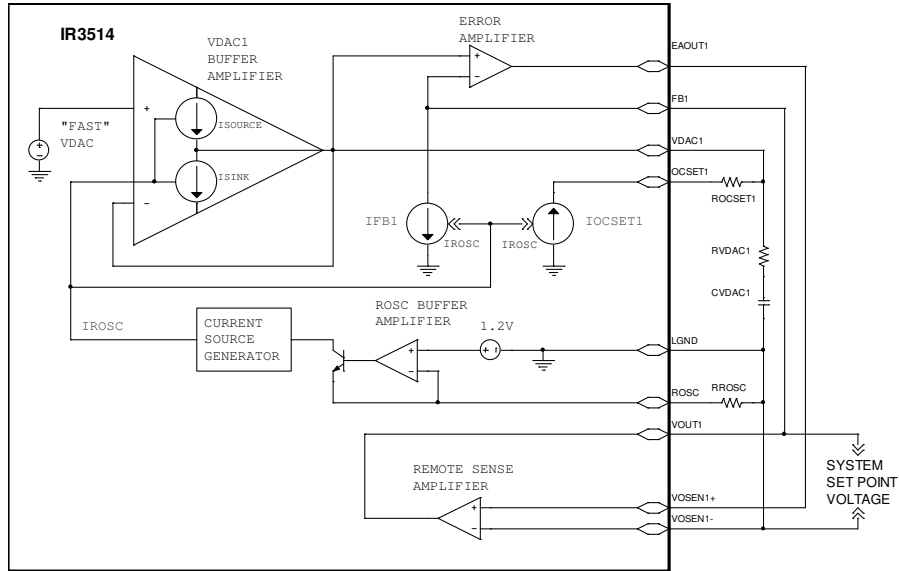 IR3514
VDAC1
BUFFER
AMPLIFIER
ERROR
AMPLIFIER
EAOUT1
+
-
"FAST"
VDAC
+
-
+
ISOURCE
FB1
VDAC1
ISINK
OCSET1
-
ROCSET1
IFB1
IROSC
IROSC
IOCSET1
RVDAC1
CVDAC1
ROSC BUFFER
AMPLIFIER
IROSC
CURRENT
SOURCE
GENERATOR
1.2V
+
-
+ -
LGND
ROSC
RROSC
VOUT1
REMOTE SENSE
AMPLIFIER
+
-
VOSEN1+
VOSEN1-
SYSTEM
SET POINT
VOLTAGE